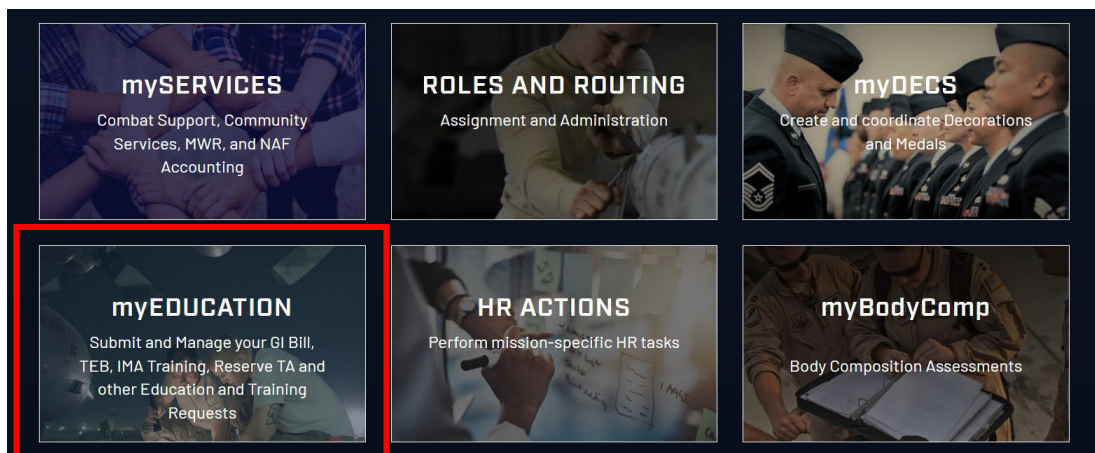 mySERVICES
Combat Support, Community
Services, MWR, and NAF
Accounting
ROLES AND ROUTING
Assignment and Administration
myDECS
Create and coordinate Decorations
and Medals
myEDUCATION
Submit and Manage your GI Bill,
TEB, IMA Training, Reserve TA and
other Education and Training
Requests
HR ACTIONS
Perform mission-specific HR tasks
myBodyComp
Body Composition Assessments